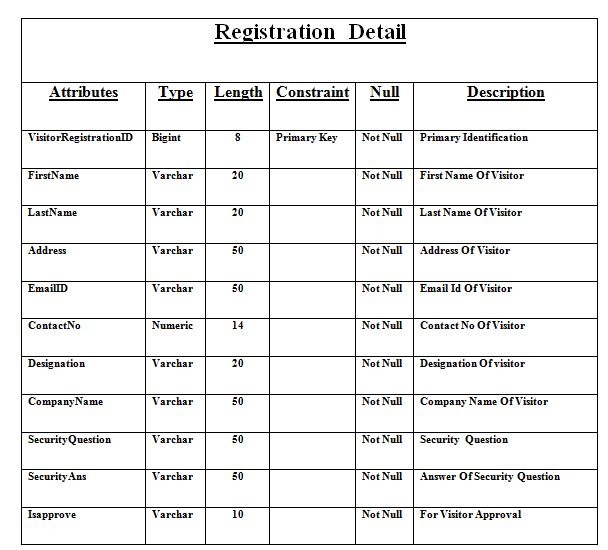 Registration Detail
Attributes Type Length Constraint Null Description
VisitorRegistrationID Bigint 8 Primary Key Not Null Primary Identification
FirstName Varchar 20 Not Null First Name Of Visitor
LastName Varchar 20 Not Null Last Name Of Visitor
Address Varchar 50 Not Null Address Of Visitor
EmailID Varchar 50 Not Null Email Id Of Visitor
ContactNo Numeric 14 Not Null Contact No Of Visitor
Designation Varchar 20 Not Null Designation Of visitor
CompanyName Varchar 50 Not Null Company Name Of Visitor
SecurityQuestion Varchar 50 Not Null Security Question
SecurityAns Varchar 50 Not Null Answer Of Security Question
Isapprove Varchar 10 Not Null For Visitor Approval